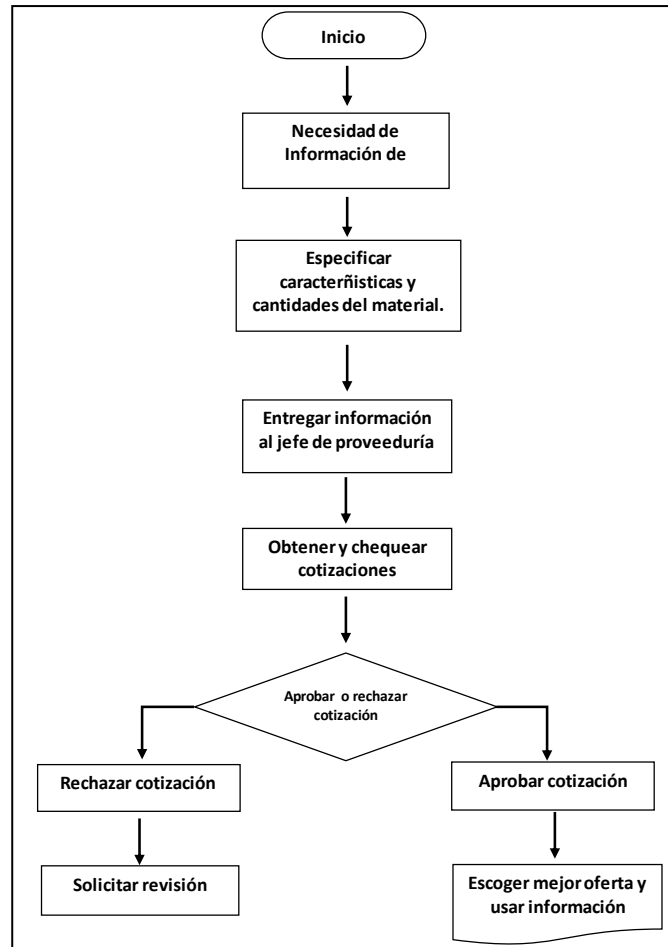 Inicio
Necesidad de
Información de
Especificar
caracterñisticas y
cantidades del material.
Entregar información
al jefe de proveeduría
Obtener y chequear
cotizaciones
Aprobar o rechazar
cotización
Rechazar cotización
Aprobar cotización
Solicitar revisión
Escoger mejor oferta y
usar información